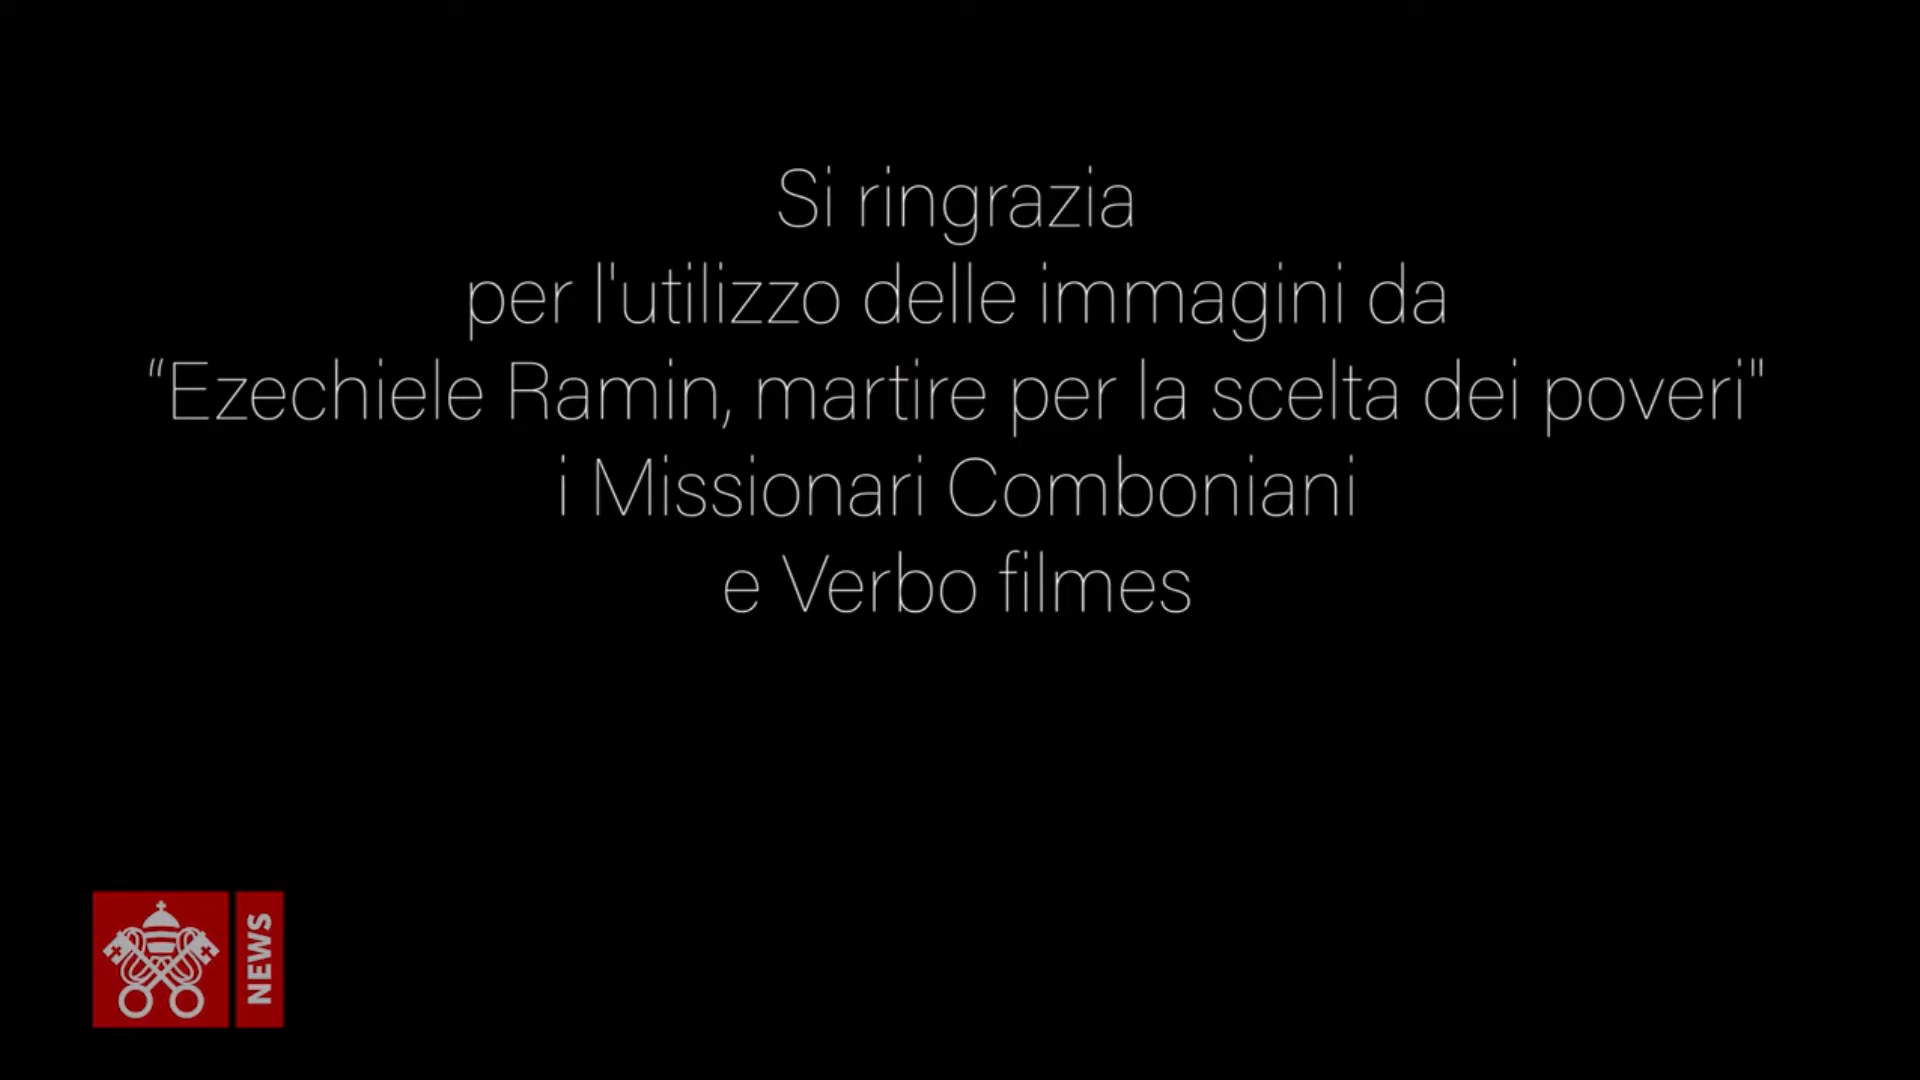 Si ringrazia
per l'utilizzo delle immagini da
“Ezechiele Ramin, martire per la scelta dei poveri"
i Missionari Comboniani
e Verbo filmes
NEWS